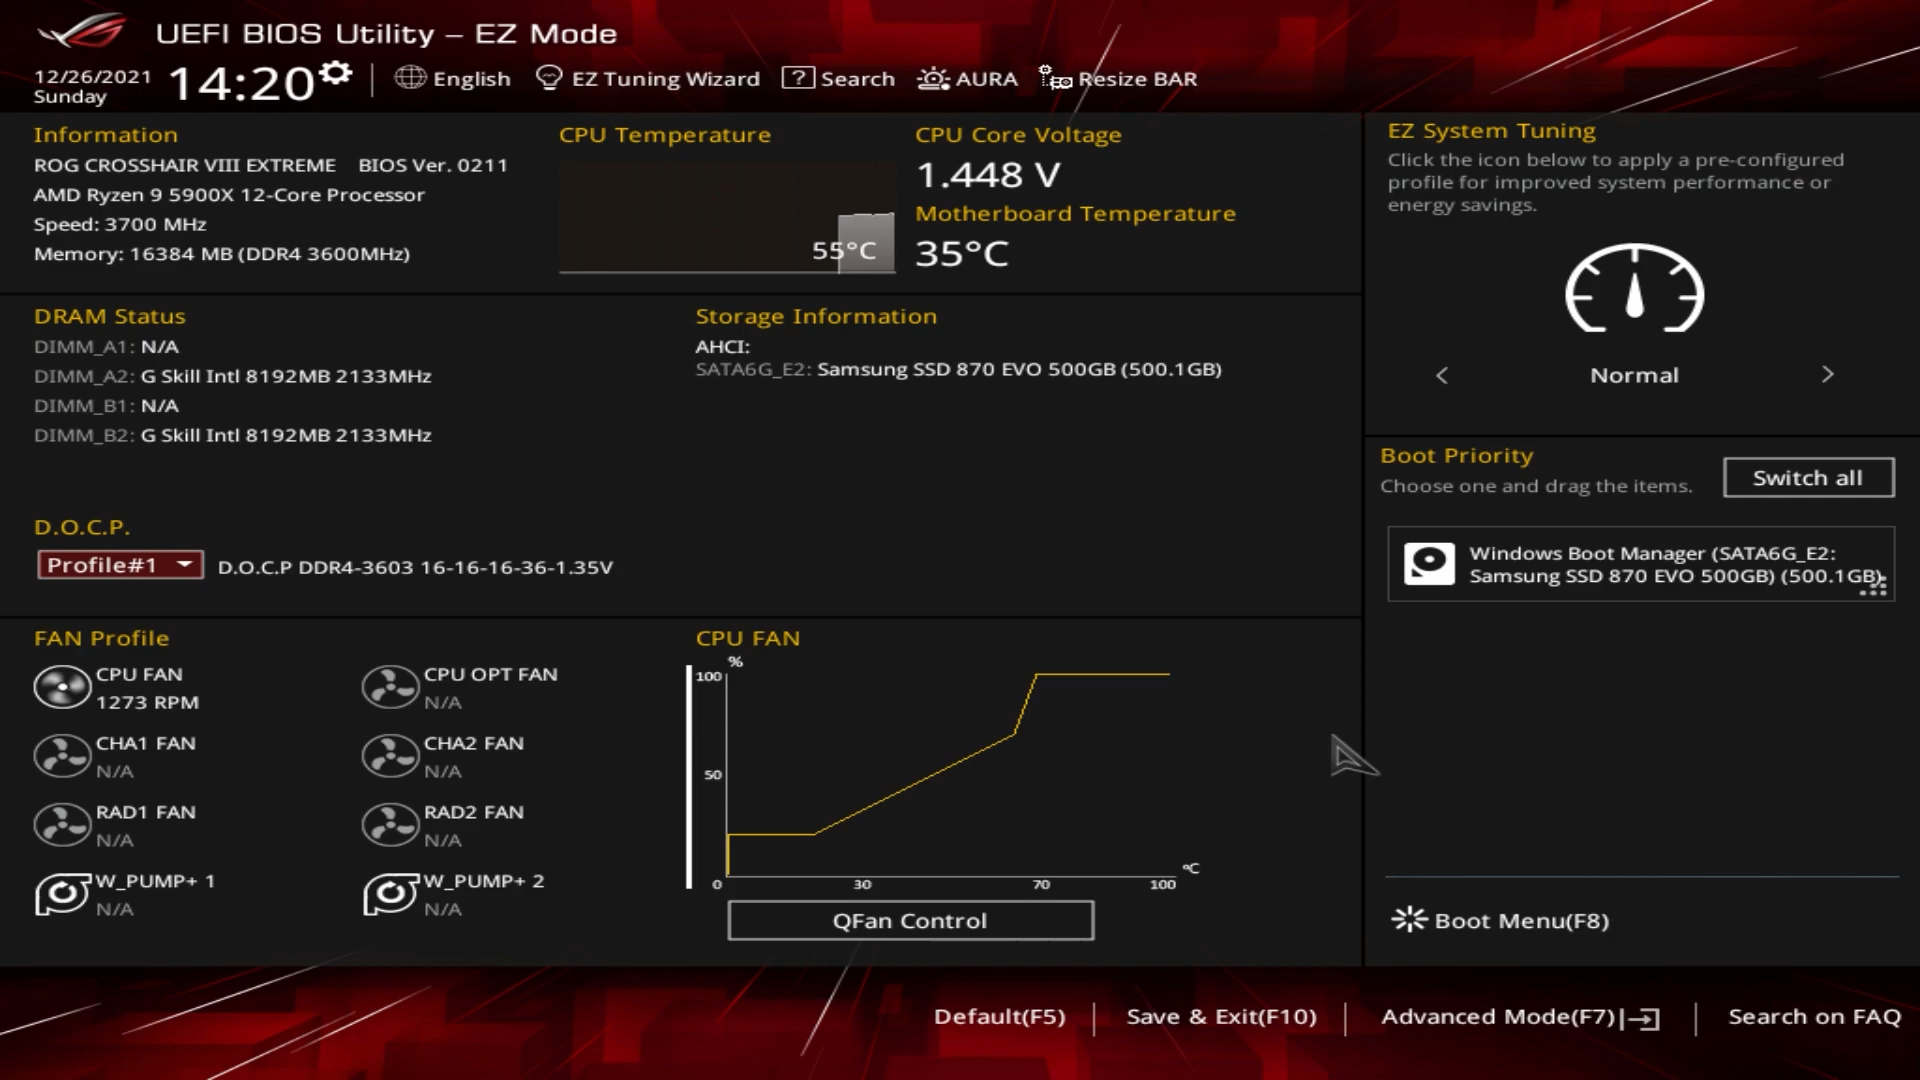 UEFI BIOS Utility – EZ Mode
12/26/2021
Sunday
14:20
English
EZ Tuning Wizard
Search
AURA
Resize BAR
Information
ROG CROSSHAIR VIII EXTREME BIOS Ver. 0211
AMD Ryzen 9 5900X 12-Core Processor
Speed: 3700 MHz
Memory: 16384 MB (DDR4 3600MHz)
CPU Temperature
55°C
CPU Core Voltage
1.448 V
Motherboard Temperature
35°C
EZ System Tuning
Click the icon below to apply a pre-configured
profile for improved system performance or
energy savings.
Normal
DRAM Status
DIMM_A1: N/A
DIMM_A2: G Skill Intl 8192MB 2133MHz
DIMM_B1: N/A
DIMM_B2: G Skill Intl 8192MB 2133MHz
Storage Information
AHCI:
SATA6G_E2: Samsung SSD 870 EVO 500GB (500.1GB)
D.O.C.P.
Profile#1
D.O.C.P DDR4-3603 16-16-16-36-1.35V
Boot Priority
Choose one and drag the items.
Switch all
Windows Boot Manager (SATA6G_E2:
Samsung SSD 870 EVO 500GB) (500.1GB)
FAN Profile
CPU FAN
1273 RPM
CPU OPT FAN
N/A
CHA1 FAN
N/A
CHA2 FAN
N/A
RAD1 FAN
N/A
RAD2 FAN
N/A
W_PUMP+ 1
N/A
W_PUMP+ 2
N/A
CPU FAN
%
100
50
0
30
70
100
°C
QFan Control
Boot Menu(F8)
Default(F5)
Save & Exit(F10)
Advanced Mode(F7)
Search on FAQ